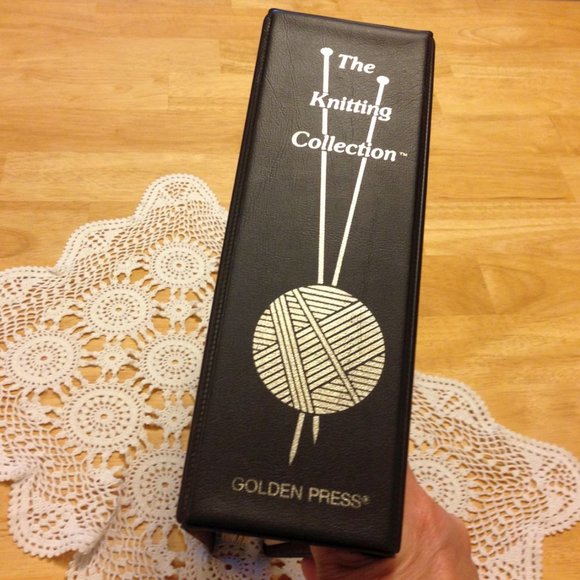 The
Knitting
Collection™
GOLDEN PRESS®